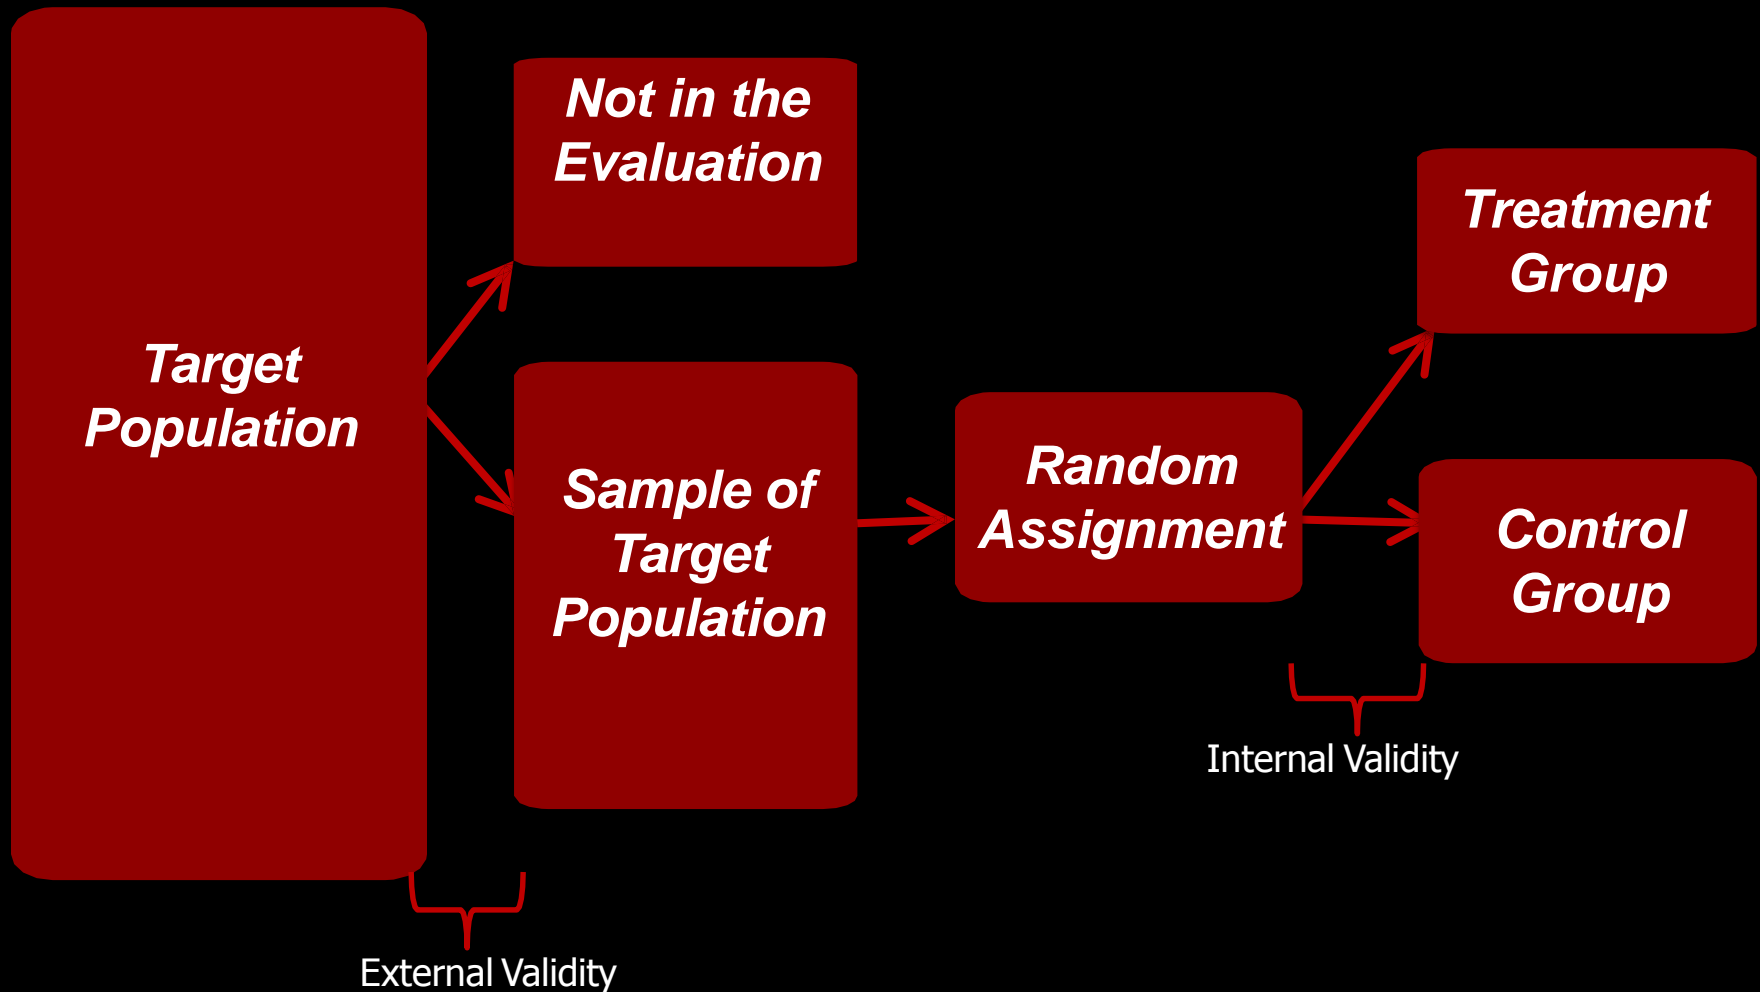 Target
Population
Not in the
Evaluation
Sample of
Target
Population
Random
Assignment
Treatment
Group
Control
Group
Internal Validity
External Validity